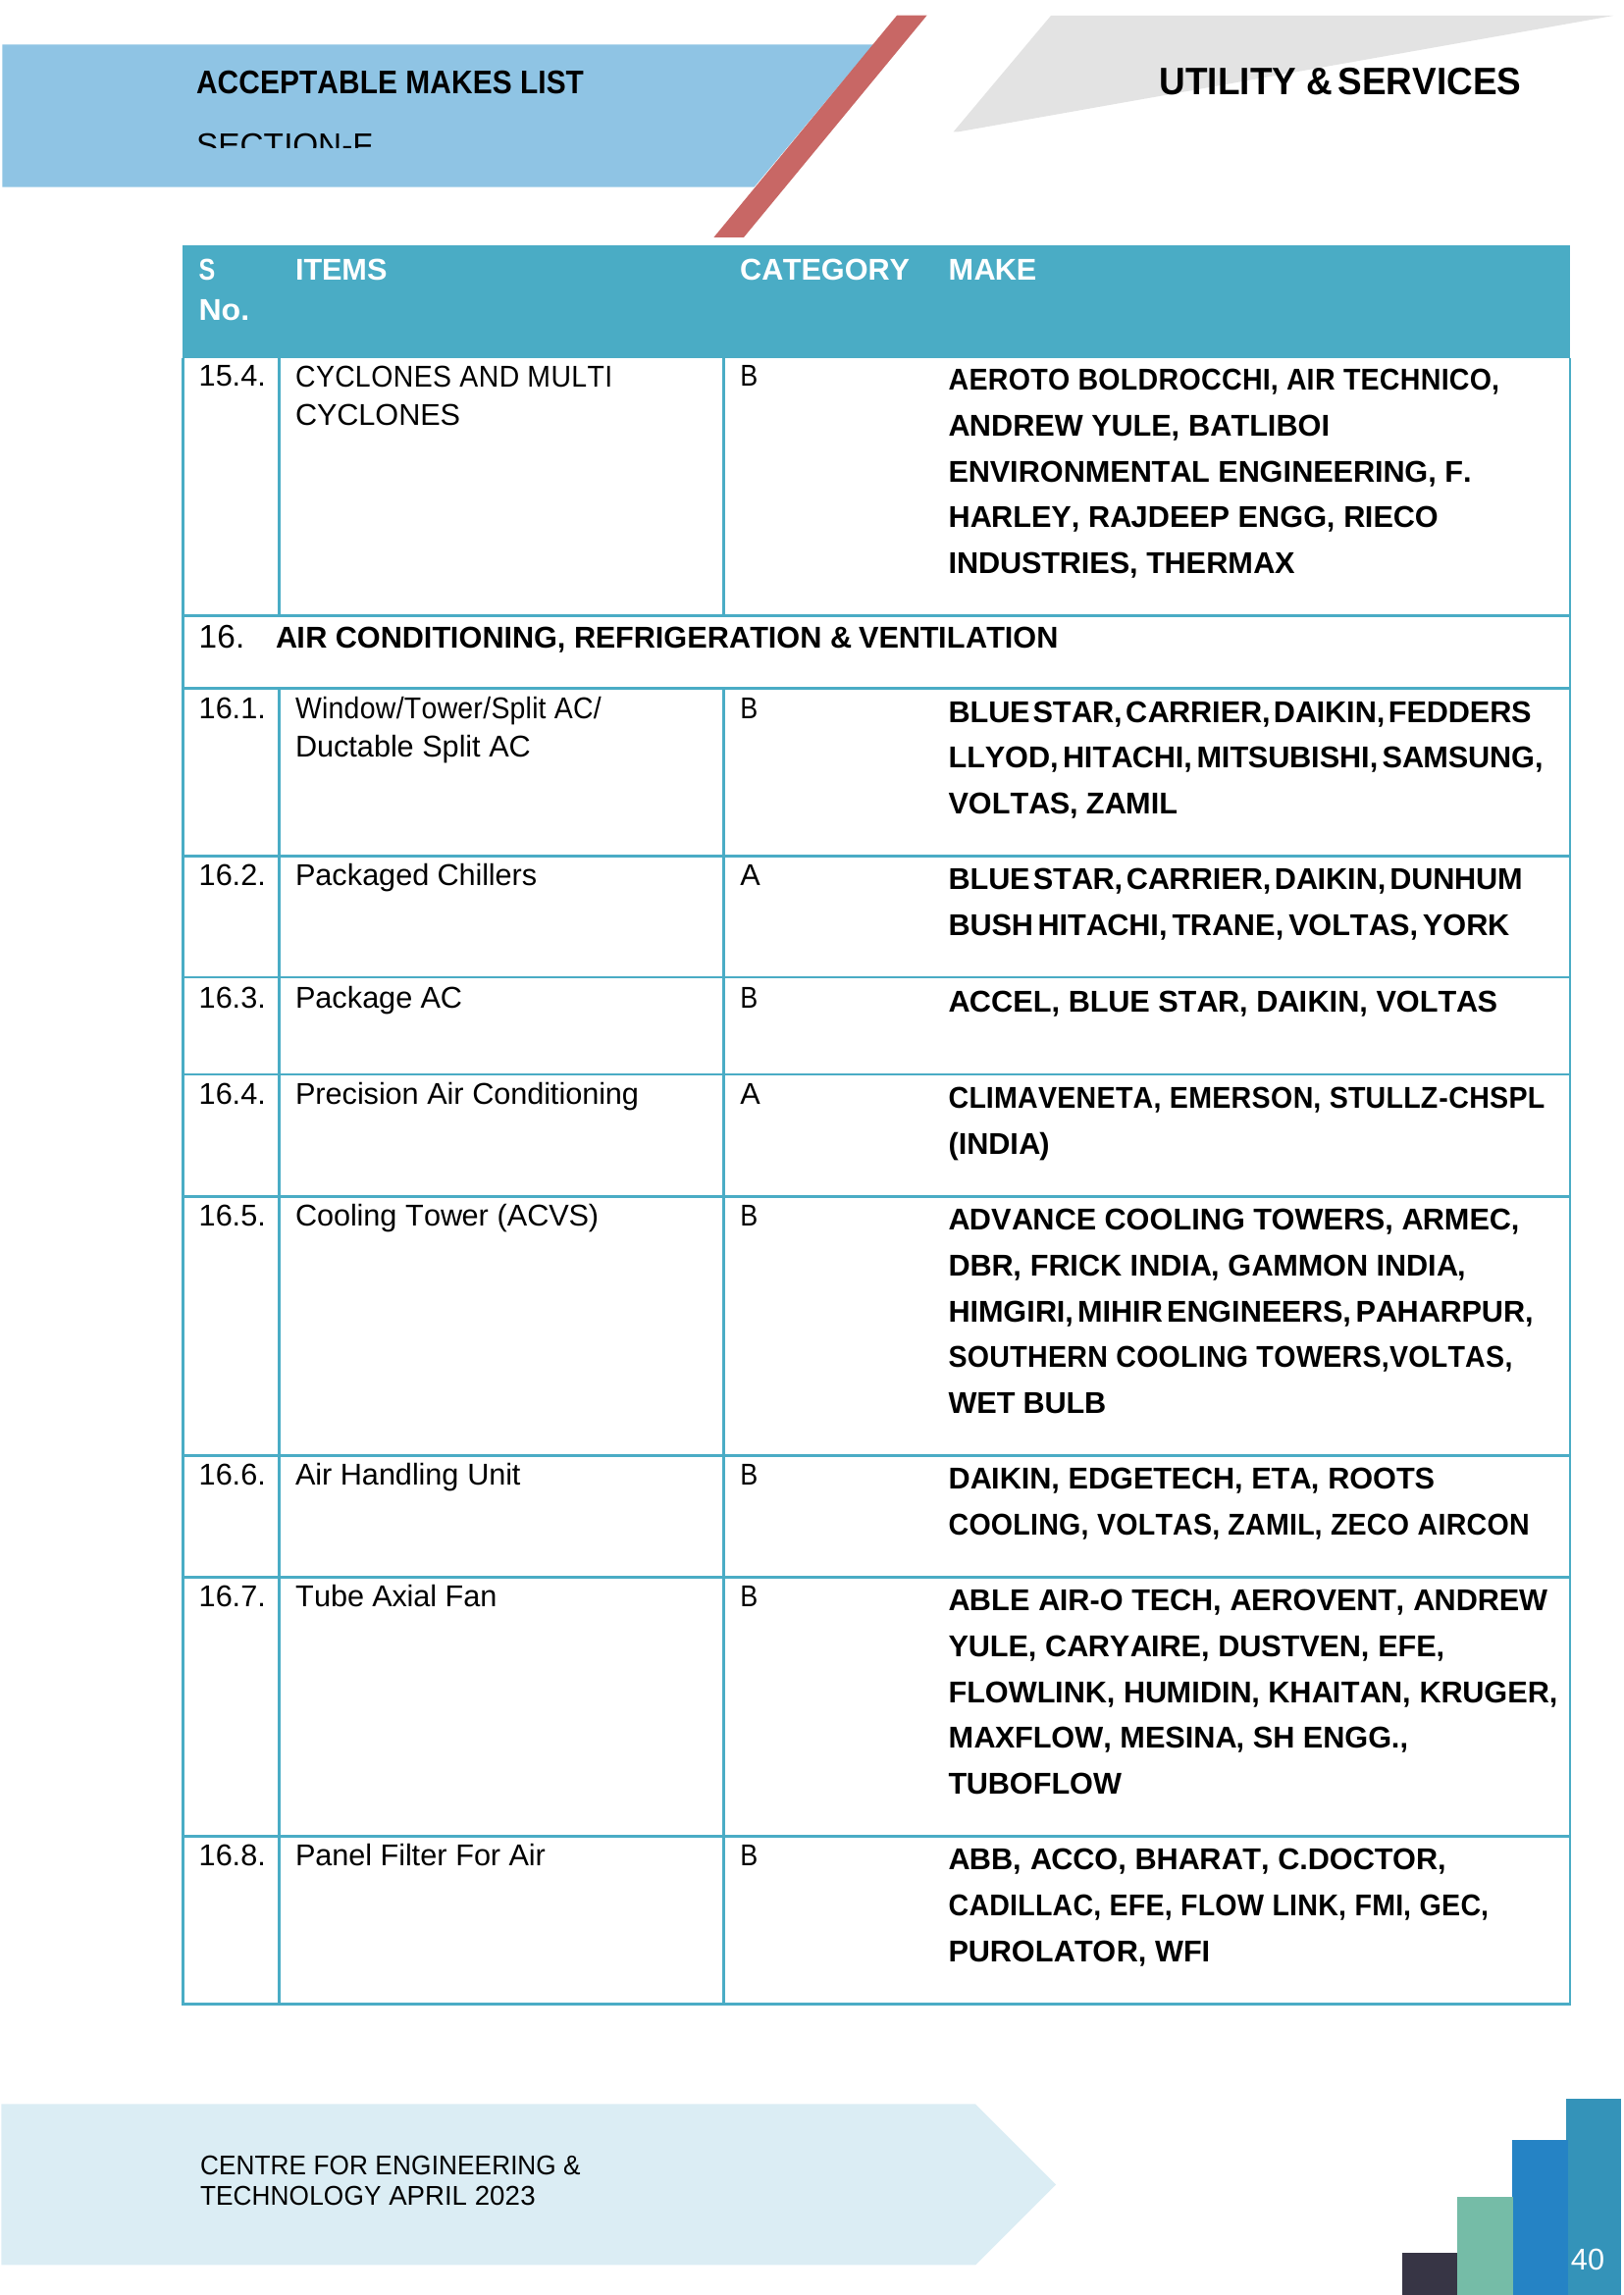 ACCEPTABLE MAKES LIST
UTILITY & SERVICES
SECTION-F
S No.
ITEMS
CATEGORY
MAKE
15.4.
CYCLONES AND MULTI
CYCLONES
B
AEROTO BOLDROCCHI, AIR TECHNICO,
ANDREW YULE, BATLIBOI
ENVIRONMENTAL ENGINEERING, F.
HARLEY, RAJDEEP ENGG, RIECO
INDUSTRIES, THERMAX
16. AIR CONDITIONING, REFRIGERATION & VENTILATION
16.1.
Window/Tower/Split AC/
Ductable Split AC
B
BLUE STAR, CARRIER, DAIKIN, FEDDERS
LLYOD, HITACHI, MITSUBISHI, SAMSUNG,
VOLTAS, ZAMIL
16.2.
Packaged Chillers
A
BLUE STAR, CARRIER, DAIKIN, DUNHUM
BUSH HITACHI, TRANE, VOLTAS, YORK
16.3.
Package AC
B
ACCEL, BLUE STAR, DAIKIN, VOLTAS
16.4.
Precision Air Conditioning
A
CLIMAVENETA, EMERSON, STULLZ-CHSPL
(INDIA)
16.5.
Cooling Tower (ACVS)
B
ADVANCE COOLING TOWERS, ARMEC,
DBR, FRICK INDIA, GAMMON INDIA,
HIMGIRI, MIHIR ENGINEERS, PAHARPUR,
SOUTHERN COOLING TOWERS,VOLTAS,
WET BULB
16.6.
Air Handling Unit
B
DAIKIN, EDGETECH, ETA, ROOTS
COOLING, VOLTAS, ZAMIL, ZECO AIRCON
16.7.
Tube Axial Fan
B
ABLE AIR-O TECH, AEROVENT, ANDREW
YULE, CARYAIRE, DUSTVEN, EFE,
FLOWLINK, HUMIDIN, KHAITAN, KRUGER,
MAXFLOW, MESINA, SH ENGG.,
TUBOFLOW
16.8.
Panel Filter For Air
B
ABB, ACCO, BHARAT, C.DOCTOR,
CADILLAC, EFE, FLOW LINK, FMI, GEC,
PUROLATOR, WFI
CENTRE FOR ENGINEERING &
TECHNOLOGY APRIL 2023
40